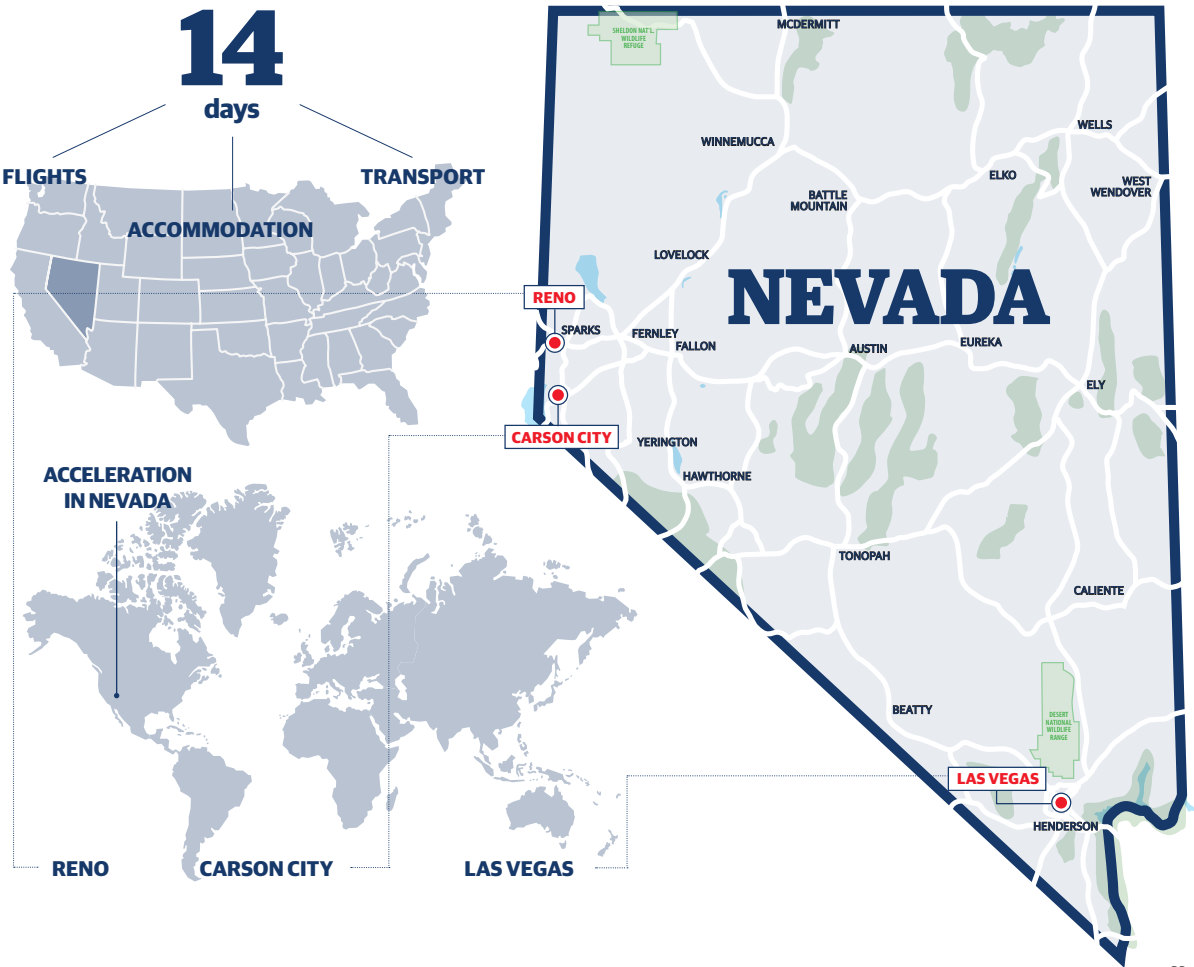 14
days
FLIGHTS
TRANSPORT
ACCOMMODATION
ACCELERATION
IN NEVADA
RENO
CARSON CITY
LAS VEGAS
SHELDON NAT'L.
WILDLIFE
REFUGE
MCDERMITT
WINNEMUCCA
WELLS
ELKO
WEST
WENDOVER
BATTLE
MOUNTAIN
LOVELOCK
NEVADA
RENO
SPARKS
FERNLEY
FALLON
AUSTIN
EUREKA
ELY
CARSON CITY
YERINGTON
HAWTHORNE
TONOPAH
CALIENTE
BEATTY
DESERT
NATIONAL
WILDLIFE
RANGE
LAS VEGAS
HENDERSON